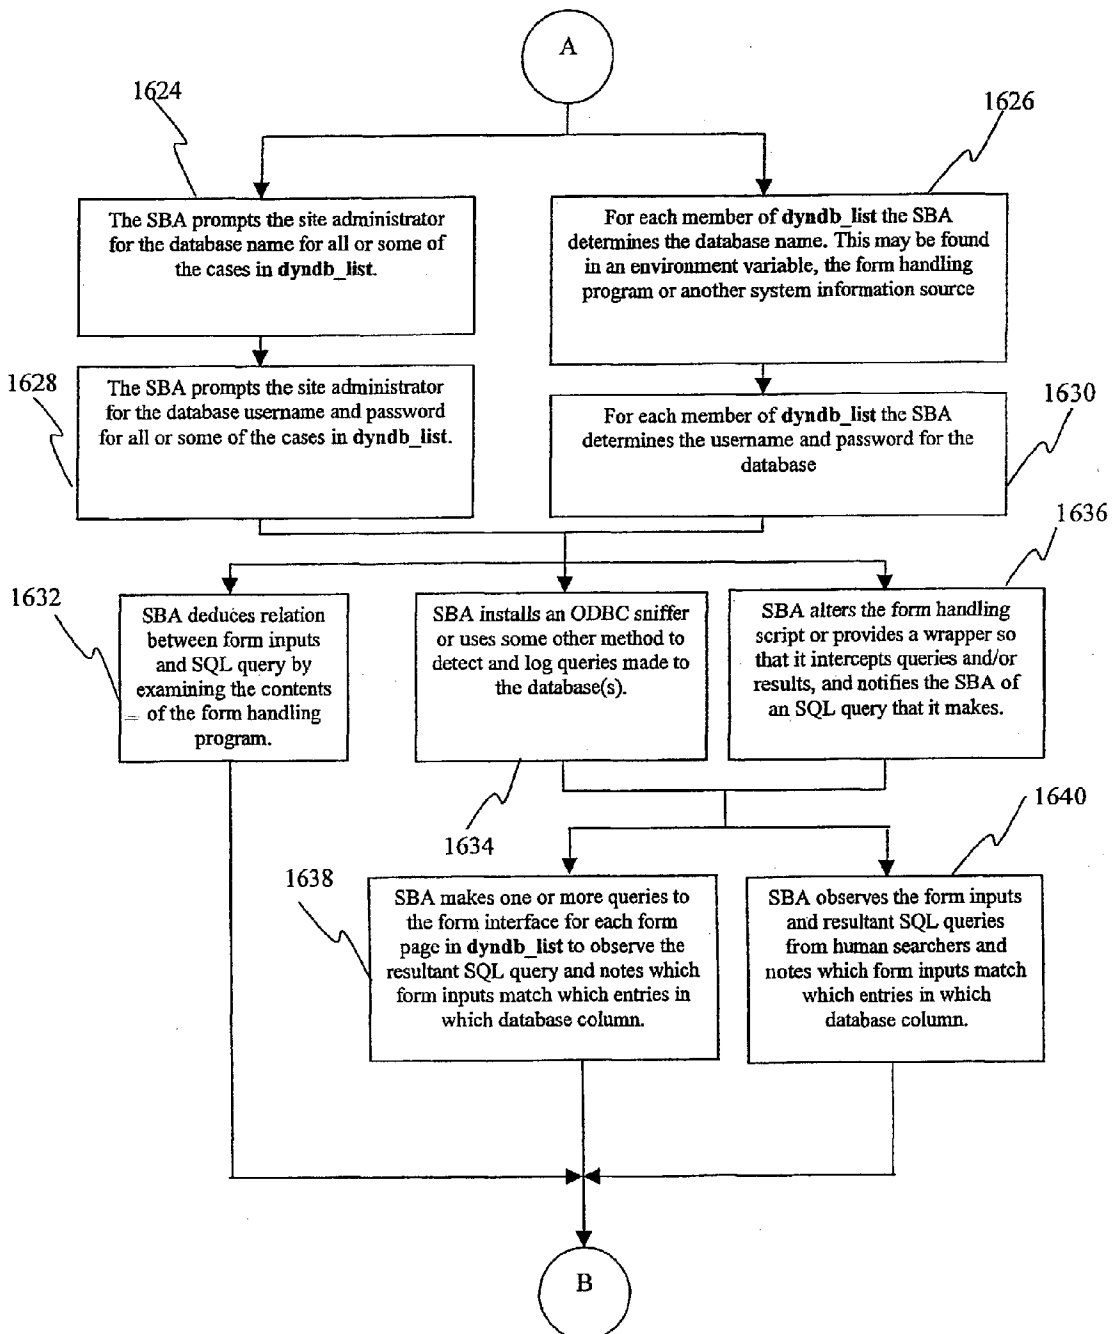 A
1624
1626
The SBA prompts the site administrator
for the database name for all or some of
the cases in dyndb_list.
For each member of dyndb_list the SBA
determines the database name. This may be found
in an environment variable, the form handling
program or another system information source
1628
The SBA prompts the site administrator
for the database username and password
for all or some of the cases in dyndb_list.
1630
For each member of dyndb_list the SBA
determines the username and password for the
database
1636
1632
SBA deduces relation
between form inputs
and SQL query by
examining the contents
of the form handling
program.
SBA installs an ODBC sniffer
or uses some other method to
detect and log queries made to
the database(s).
SBA alters the form handling
script or provides a wrapper so
that it intercepts queries and/or
results, and notifies the SBA of
an SQL query that it makes.
1634
1640
1638
SBA makes one or more queries to
the form interface for each form
page in dyndb_list to observe the
resultant SQL query and notes which
form inputs match which entries in
which database column.
SBA observes the form inputs
and resultant SQL queries
from human searchers and
notes which form inputs match
which entries in which
database column.
B